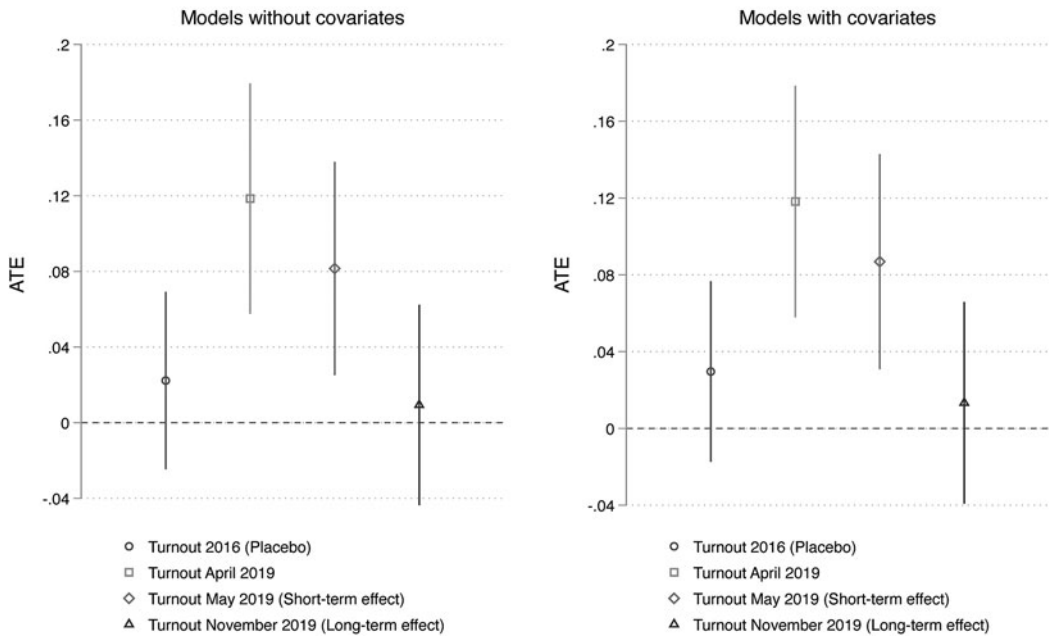 Models without covariates
.2
.16
.12
.08
.04
0
-.04
ATE
Turnout 2016 (Placebo)
Turnout April 2019
Turnout May 2019 (Short-term effect)
Turnout November 2019 (Long-term effect)
Models with covariates
.2
.16
.12
.08
.04
0
-.04
ATE
Turnout 2016 (Placebo)
Turnout April 2019
Turnout May 2019 (Short-term effect)
Turnout November 2019 (Long-term effect)